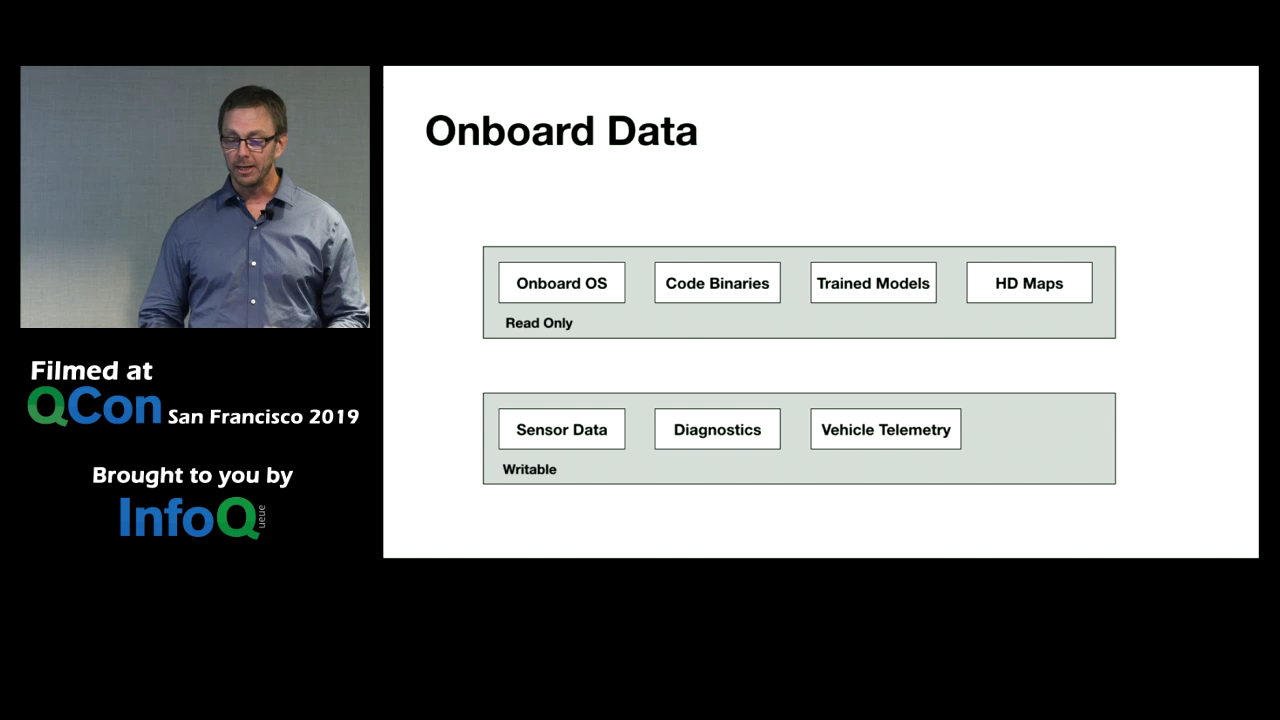 Onboard Data
Onboard OS
Code Binaries
Trained Models
HD Maps
Read Only
Sensor Data
Diagnostics
Vehicle Telemetry
Writable
Filmed at
QCon San Francisco 2019
Brought to you by
InfoQ
ueue